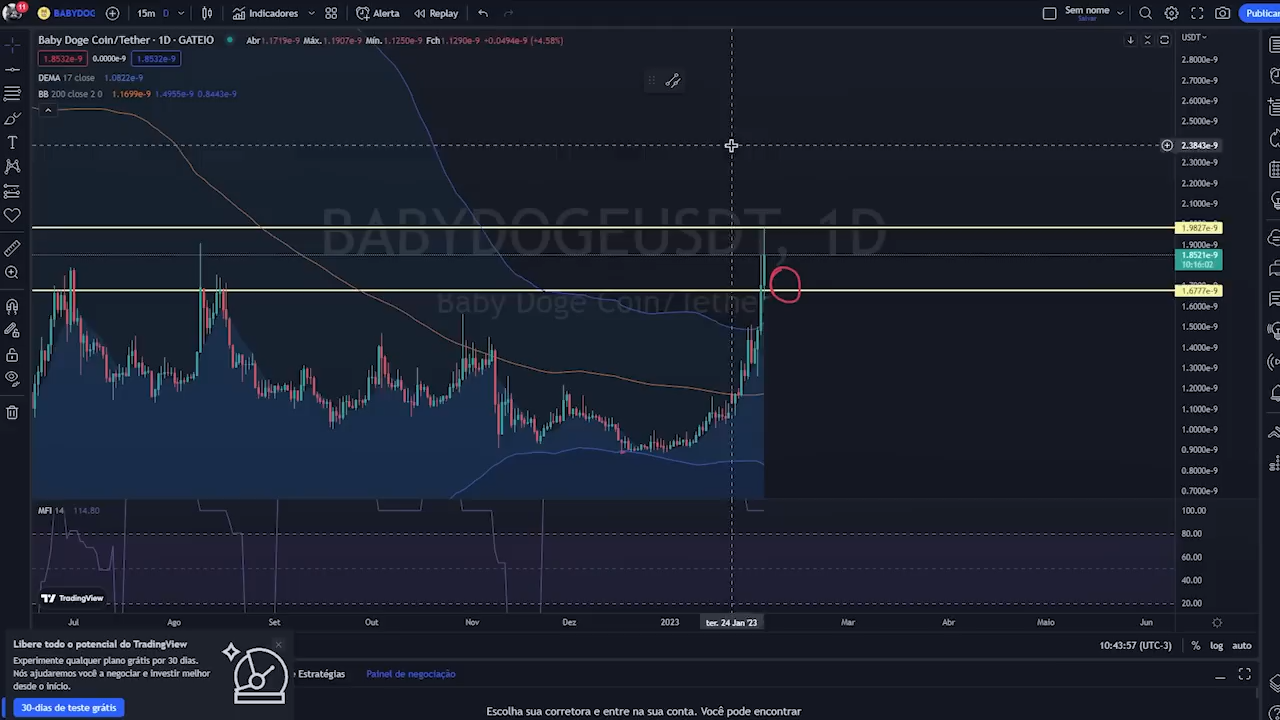 11
BABYDOG
15m
D
Indicadores
Alerta
Replay
Sem nome
Salvar
Publicar
Baby Doge Coin/Tether · 1D · GATEIO
Abr 1.1719e-9 Máx. 1.1907e-9 Mín. 1.1250e-9 Fch 1.1290e-9 +0.0494e-9 (+4.58%)
1.8532e-9 0.0000e-9 1.8532e-9
DEMA 17 close 1.0822e-9
BB 200 close 2 0 1.1699e-9 1.4955e-9 0.8443e-9
BABYDOGEUSDT, 1D
Baby Doge Coin/Tether
USDT
2.8000e-9
2.7000e-9
2.6000e-9
2.5000e-9
2.3843e-9
2.3000e-9
2.2000e-9
2.1000e-9
1.9827e-9
1.9000e-9
1.8521e-9
10:16:02
1.6777e-9
1.6000e-9
1.5000e-9
1.4000e-9
1.3000e-9
1.2000e-9
1.1000e-9
1.0000e-9
0.9000e-9
0.8000e-9
0.7000e-9
MFI 14 114.80
100.00
80.00
60.00
40.00
20.00
TradingView
Jul
Ago
Set
Out
Nov
Dez
2023
ter. 24 Jan '23
Mar
Abr
Maio
Jun
10:43:57 (UTC-3)
%
log
auto
Libere todo o potencial do TradingView
Experimente qualquer plano grátis por 30 dias.
Nós ajudaremos você a negociar e investir melhor
desde o início.
30-dias de teste grátis
e Estratégias
Painel de negociação
Escolha sua corretora e entre na sua conta. Você pode encontrar